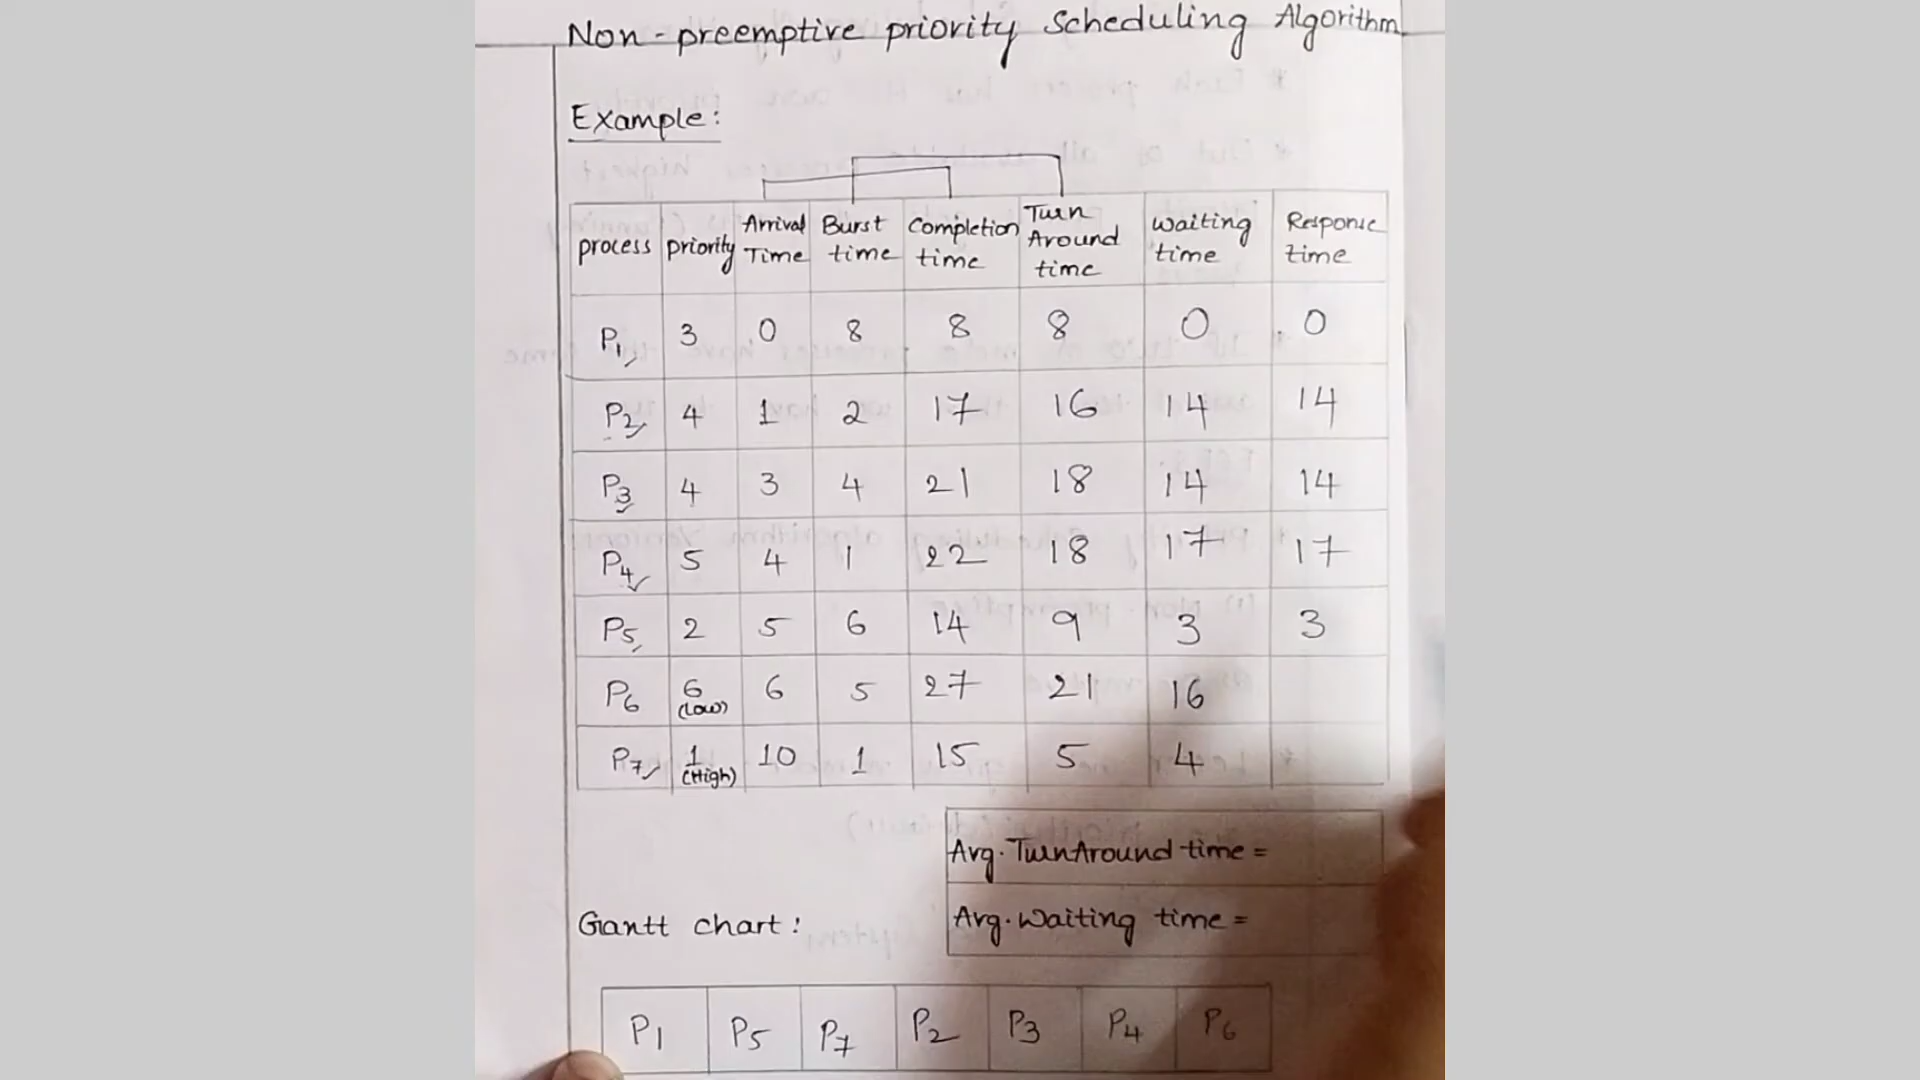 Non-preemptive priority Scheduling Algorithm
Example:
process priority Arrival Time Burst time Completion time Turn Around time Waiting time Response time
P1 3 0 8 8 8 0 0
P2 4 1 2 17 16 14 14
P3 4 3 4 21 18 14 14
P4 5 4 1 22 18 17 17
P5 2 5 6 14 9 3 3
P6 6 (Low) 6 5 27 21 16
P7 1 (High) 10 1 15 5 4
Avg. TurnAround time =
Avg. Waiting time =
Gantt chart:
P1 P5 P7 P2 P3 P4 P6